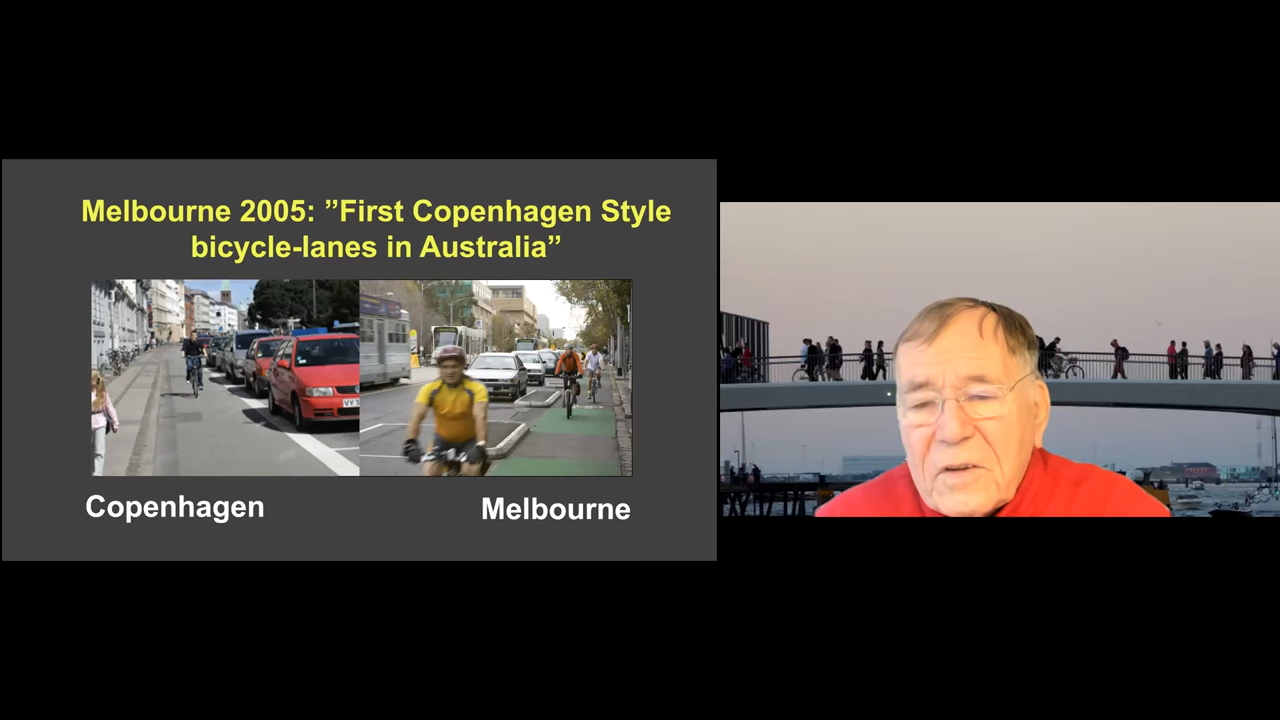 Melbourne 2005: ”First Copenhagen Style
bicycle-lanes in Australia”
Copenhagen
Melbourne